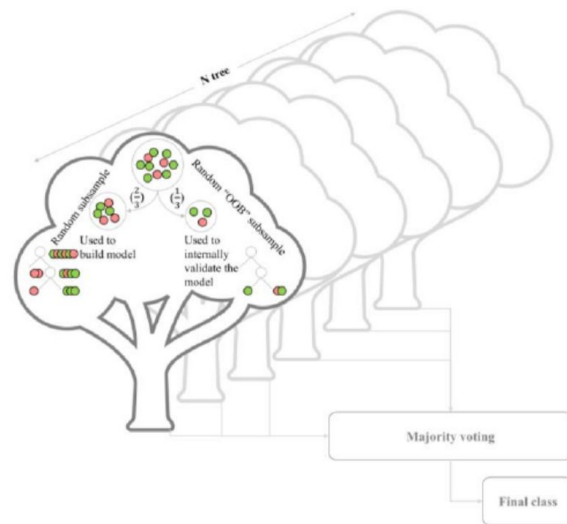 N tree
Random subsample
Random "OOB" subsample
(2/3)
(1/3)
Used to
build model
Used to
internally
validate the
model
Majority voting
Final class